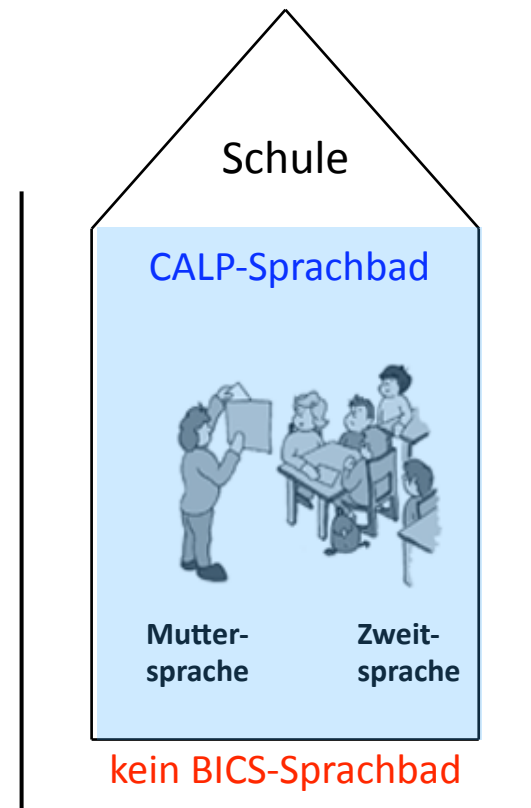 Schule
CALP-Sprachbad
Mutter- Zweit-
sprache sprache
kein BICS-Sprachbad